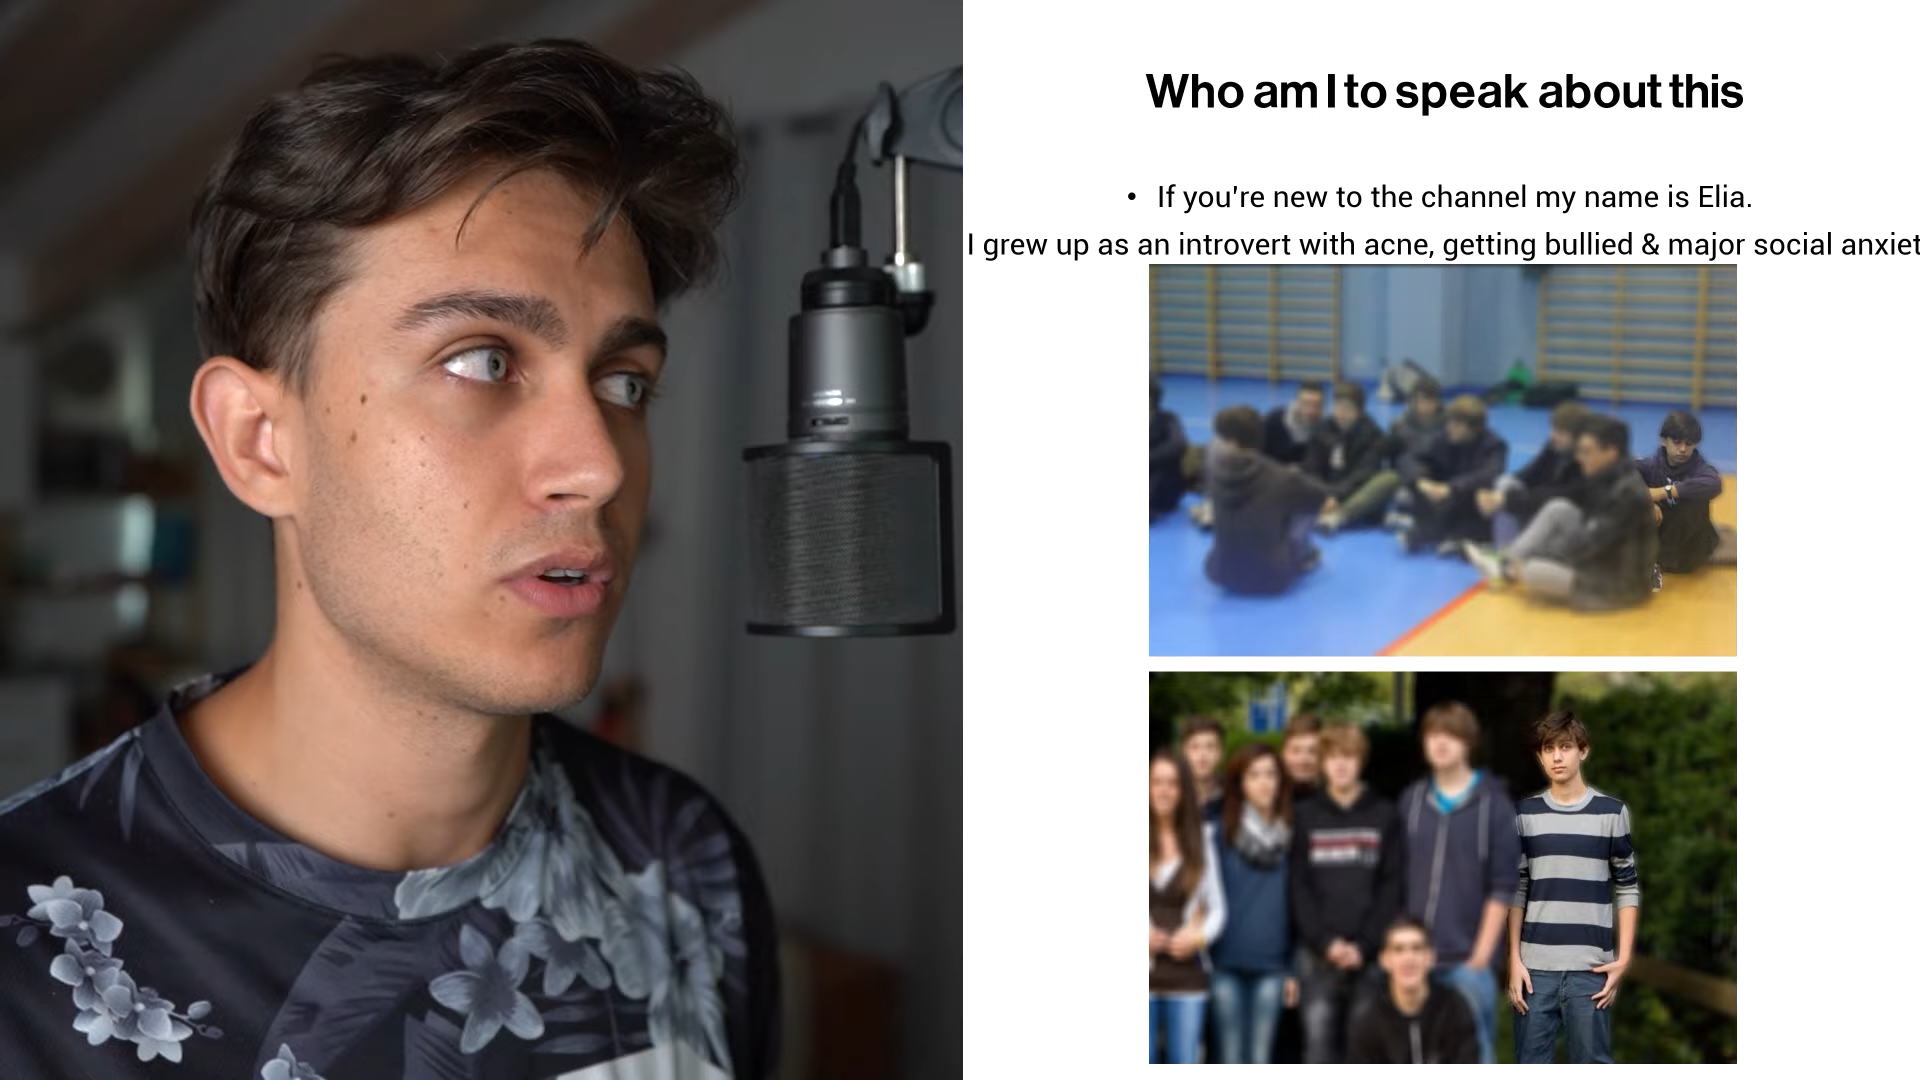 Who am I to speak about this
• If you're new to the channel my name is Elia.
I grew up as an introvert with acne, getting bullied & major social anxiet